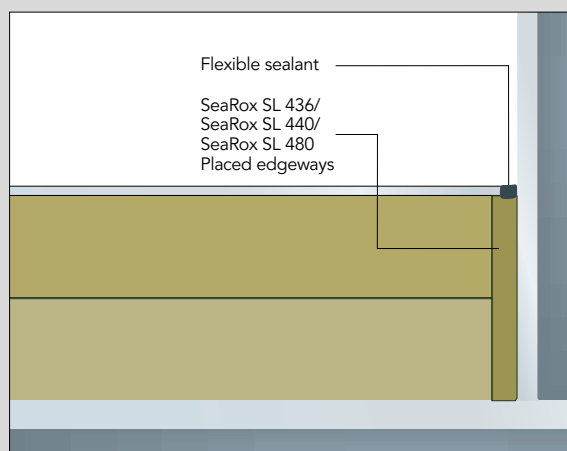 Flexible sealant
SeaRox SL 436/
SeaRox SL 440/
SeaRox SL 480
Placed edgeways